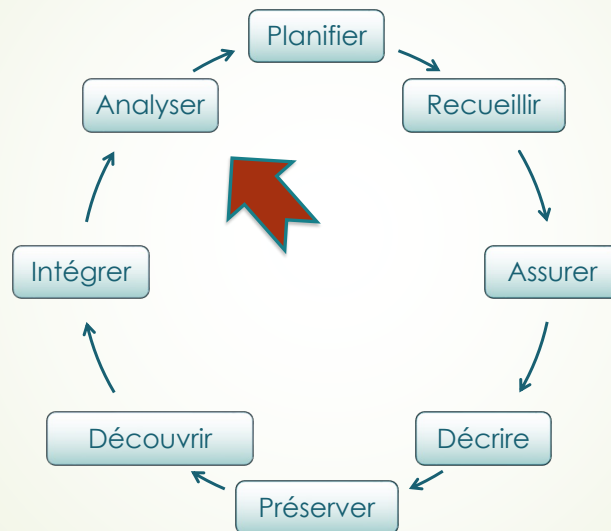 Planifier
Recueillir
Assurer
Décrire
Préserver
Découvrir
Intégrer
Analyser